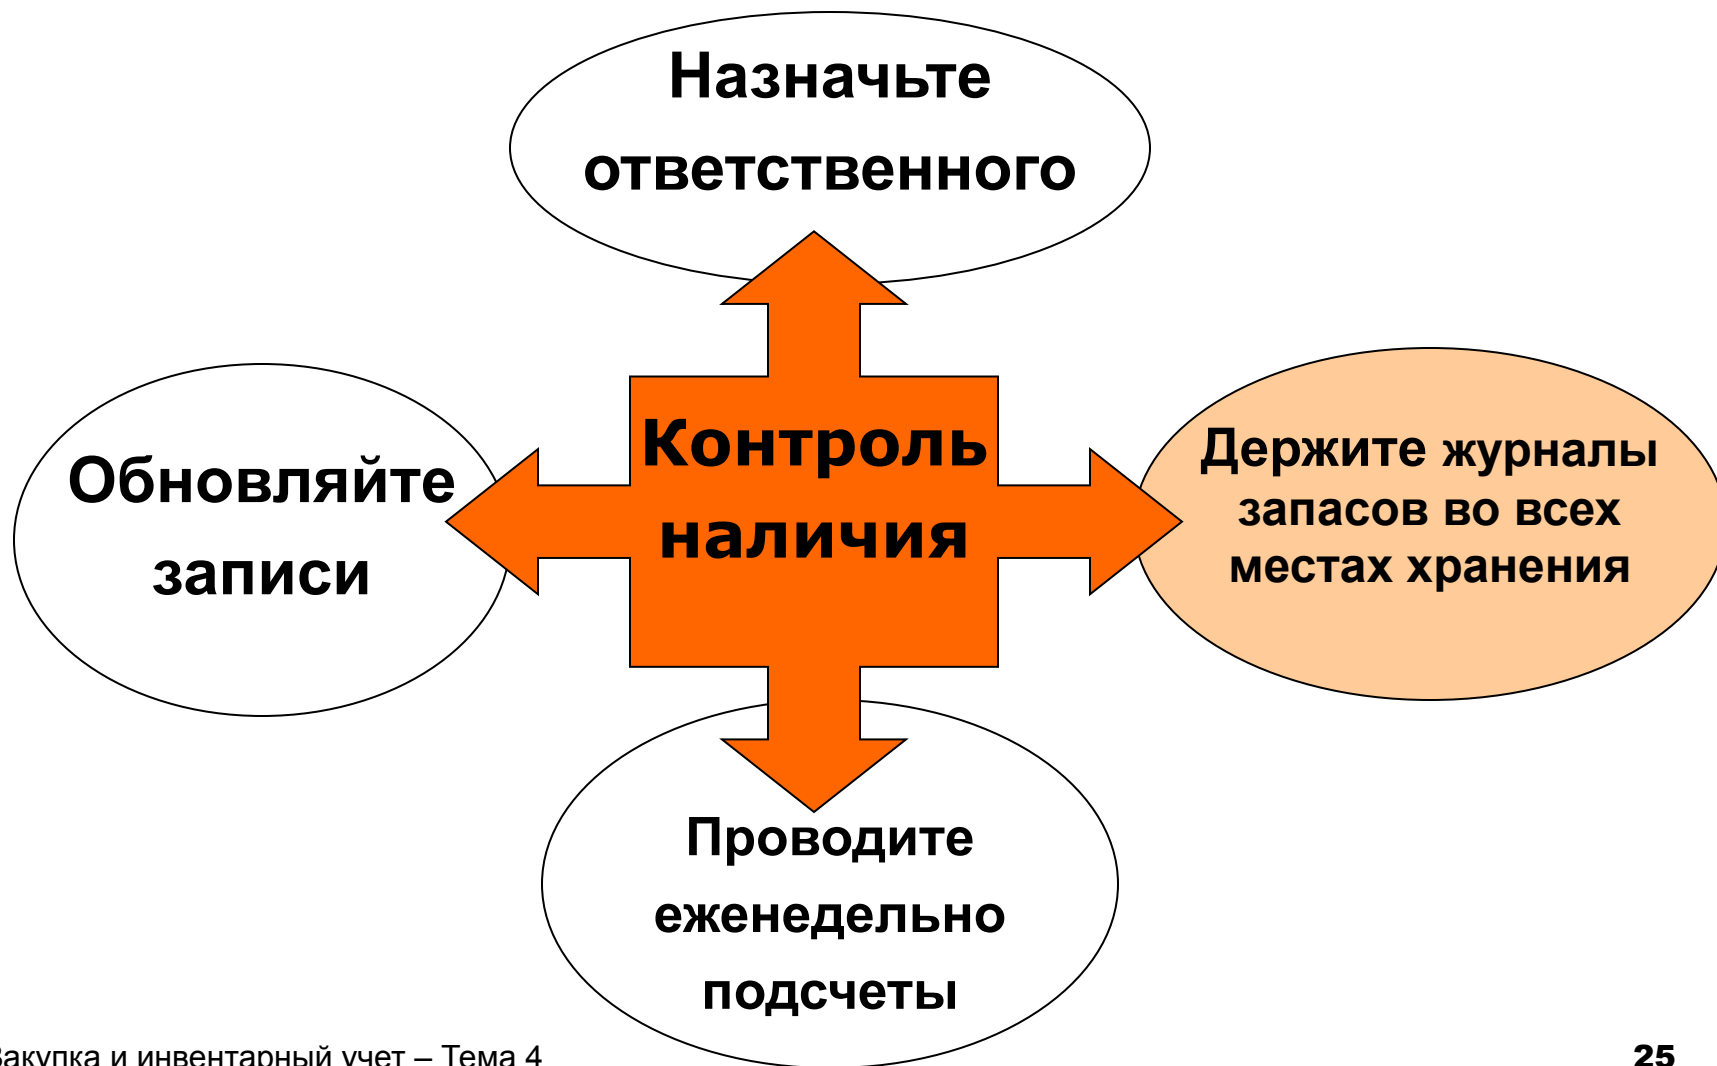 Назначьте
ответственного
Обновляйте
записи
Контроль
наличия
Держите журналы
запасов во всех
местах хранения
Проводите
еженедельно
подсчеты
Закупка и инвентарный учет – Тема 4
25